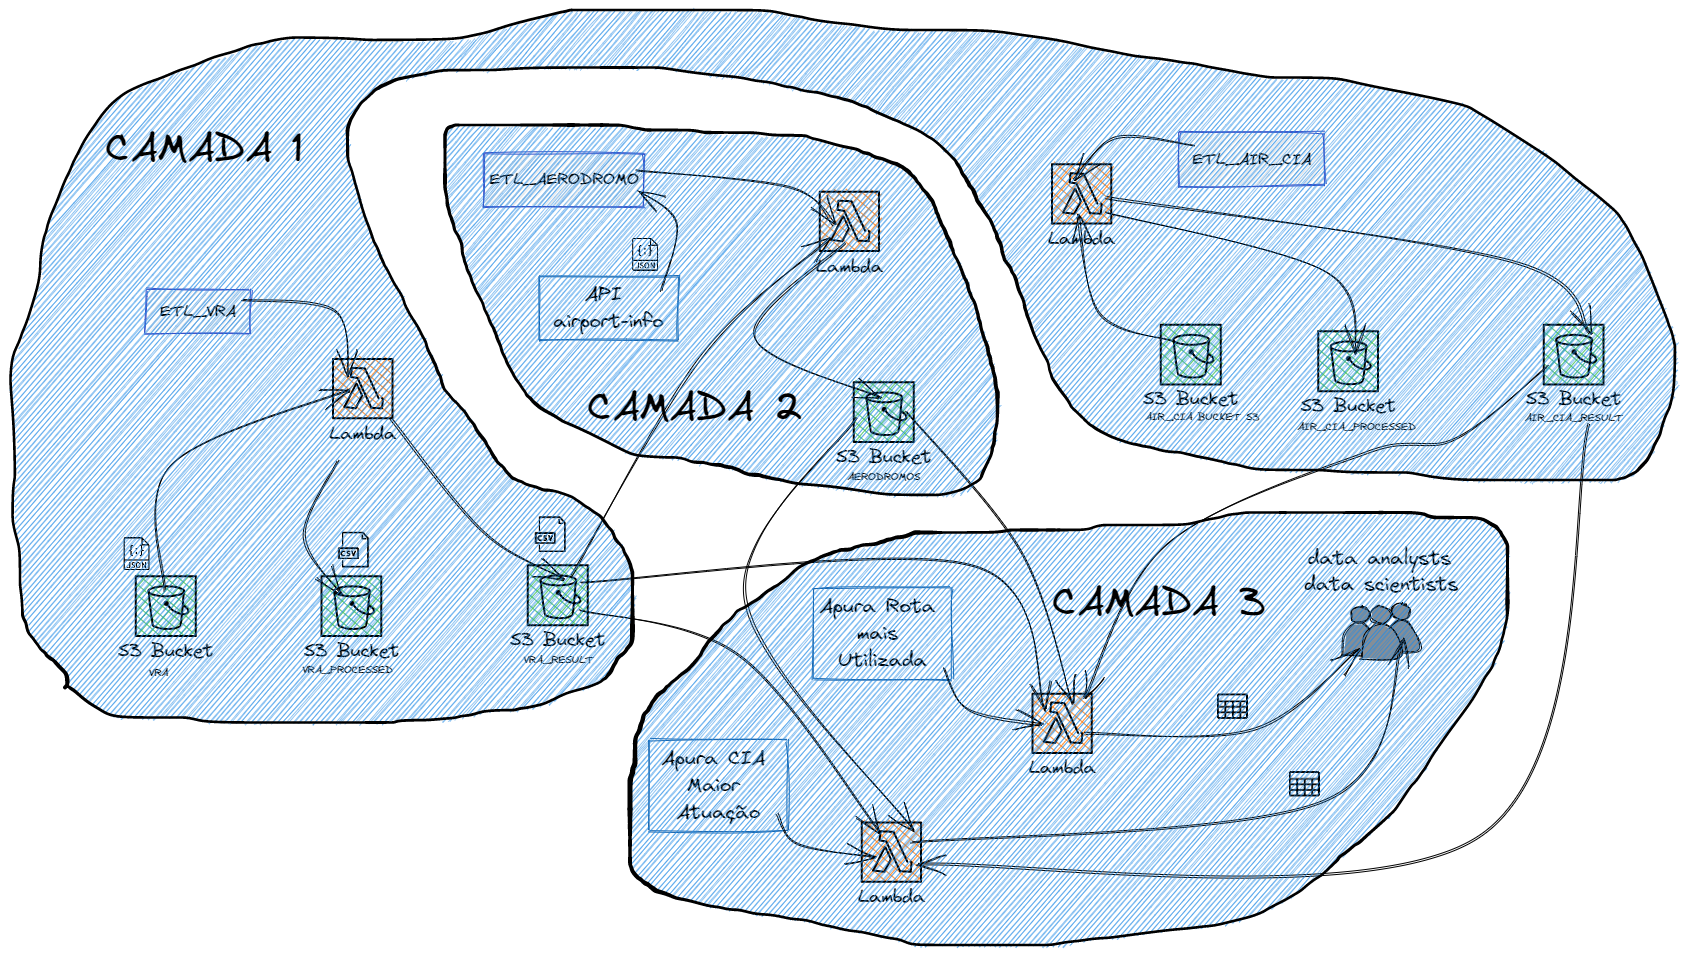 CAMADA 1
ETL_VRA
Lambda
{;}
JSON
S3 Bucket
VRA
CSV
S3 Bucket
VRA_PROCESSED
CSV
S3 Bucket
VRA_RESULT
ETL_AIR_CIA
Lambda
S3 Bucket
AIR_CIA BUCKET S3
S3 Bucket
AIR_CIA_PROCESSED
S3 Bucket
AIR_CIA_RESULT
ETL_AERODROMO
Lambda
{;}
JSON
API
airport-info
CAMADA 2
S3 Bucket
AERODROMOS
CAMADA 3
data analysts
data scientists
Apura Rota
mais
Utilizada
Lambda
Apura CIA
Maior
Atuação
Lambda